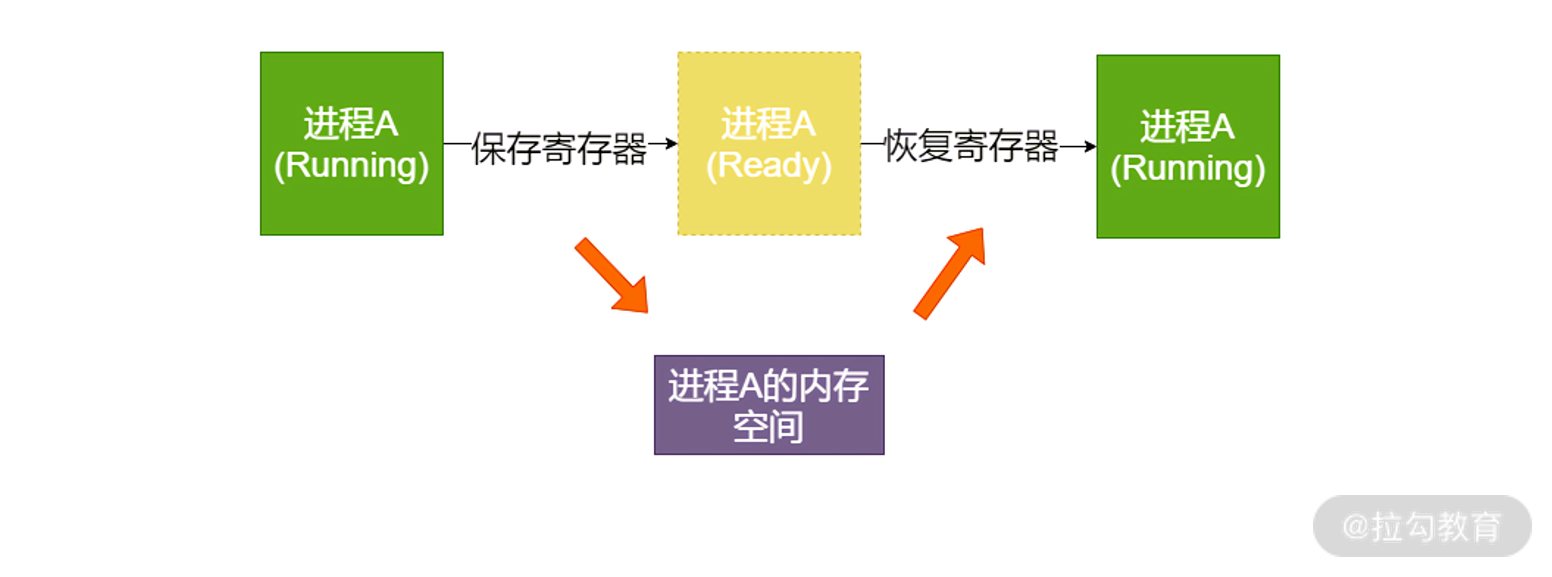 进程A
(Running)
保存寄存器
进程A
(Ready)
恢复寄存器
进程A
(Running)
进程A的内存
空间
@拉勾教育